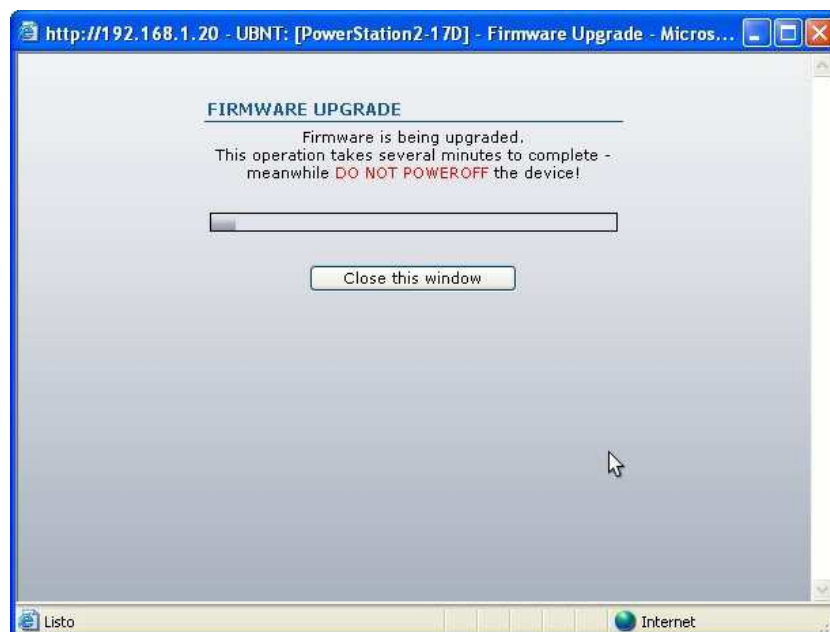 http://192.168.1.20 - UBNT: [PowerStation2-17D] - Firmware Upgrade - Micros...
FIRMWARE UPGRADE
Firmware is being upgraded.
This operation takes several minutes to complete -
meanwhile DO NOT POWEROFF the device!
Close this window
Listo
Internet